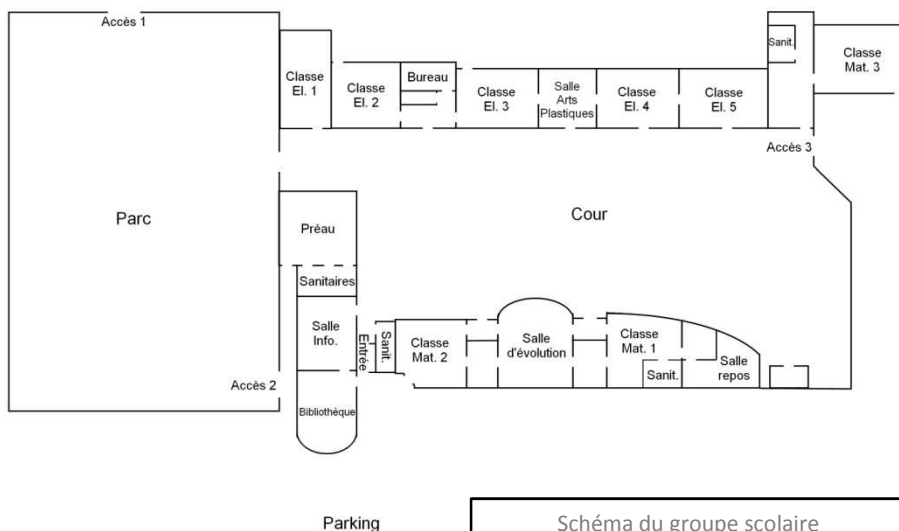 Accès 1
Sanit.
Classe
Mat. 3
Classe
El. 1
Classe
El. 2
Bureau
Classe
El. 3
Salle
Arts
Plastiques
Classe
El. 4
Classe
El. 5
Accès 3
Parc
Cour
Préau
Sanitaires
Salle
Info.
Entrée
Sanit.
Classe
Mat. 2
Salle
d'évolution
Classe
Mat. 1
Sanit.
Salle
repos
Accès 2
Bibliothèque
Parking
Schéma du groupe scolaire